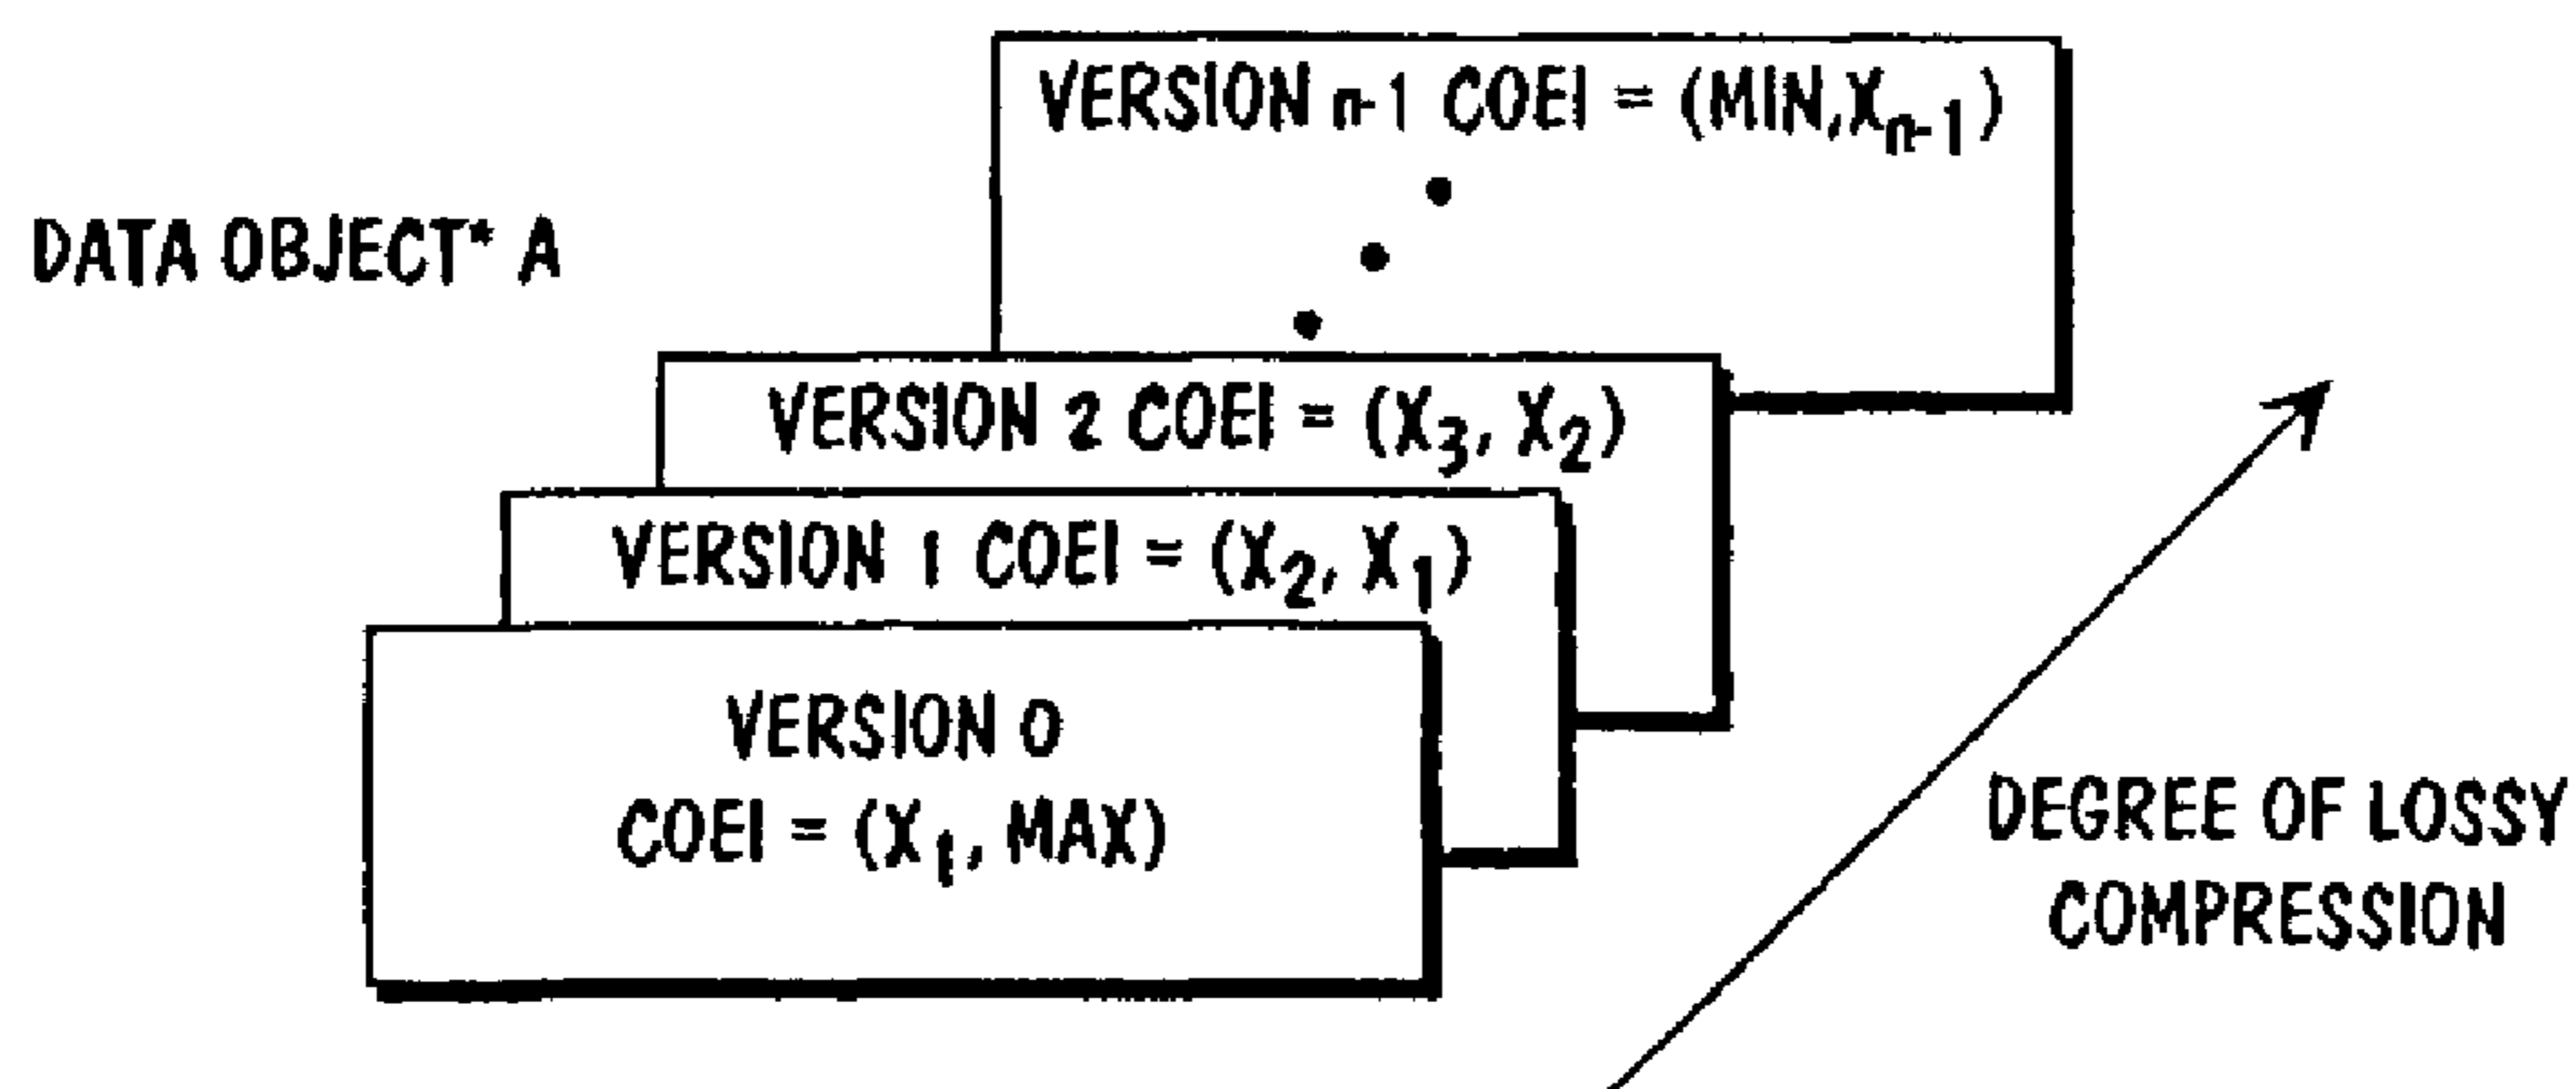 VERSION n-1 COEI = (MIN,Xn-1)
DATA OBJECT* A
VERSION 2 COEI = (X3, X2)
VERSION 1 COEI = (X2, X1)
VERSION 0
COEI = (X1, MAX)
DEGREE OF LOSSY
COMPRESSION